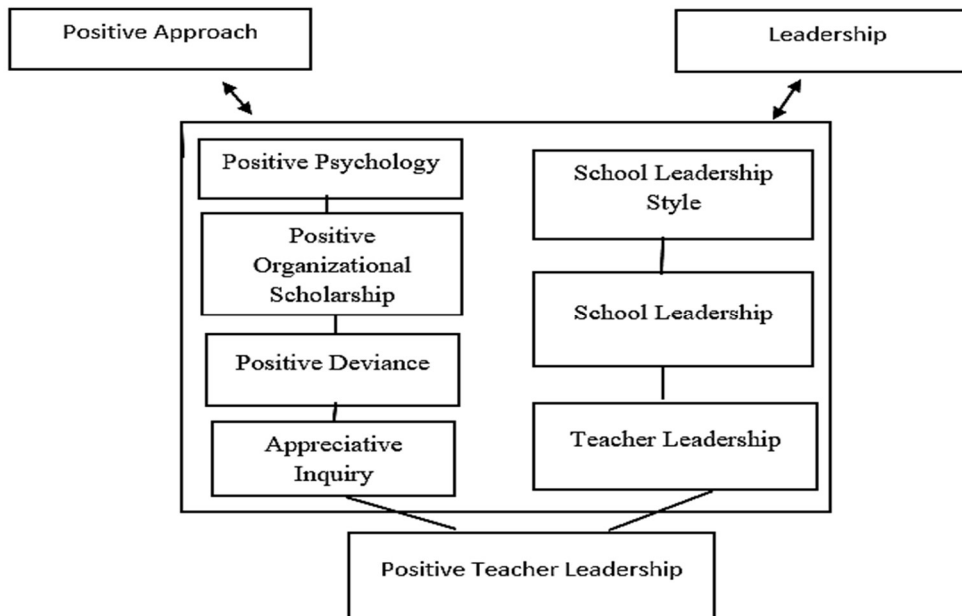 Positive Approach
Leadership
Positive Psychology
Positive
Organizational
Scholarship
Positive Deviance
Appreciative
Inquiry
School Leadership
Style
School Leadership
Teacher Leadership
Positive Teacher Leadership